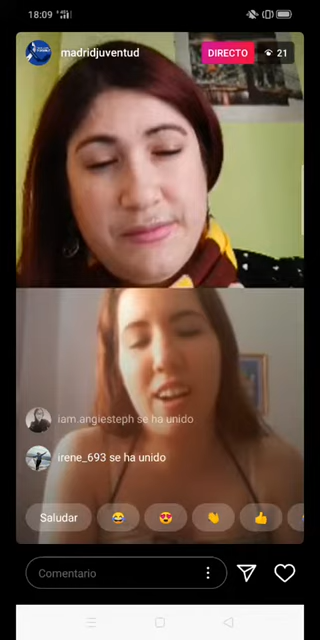 18:09
madridjuventud
DIRECTO
21
iam.angiesteph se ha unido
irene_693 se ha unido
Saludar
Comentario